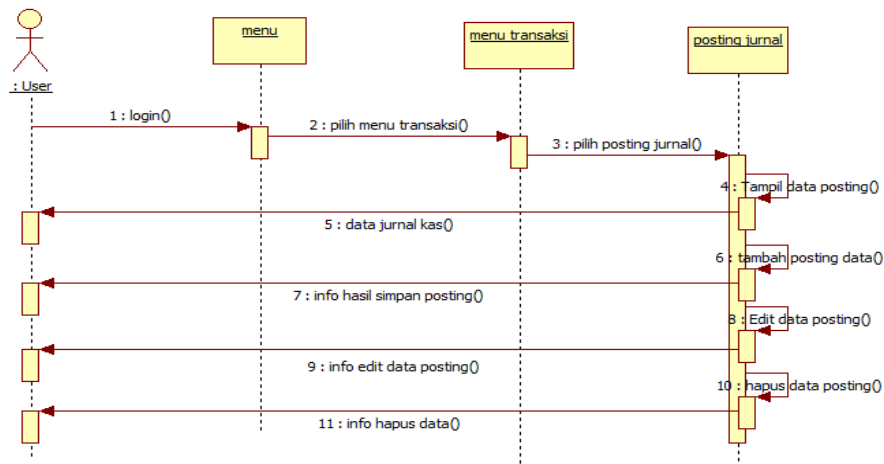 menu
menu transaksi
posting jurnal
: User
1 : login()
2 : pilih menu transaksi()
3 : pilih posting jurnal()
4 : Tampil data posting()
5 : data jurnal kas()
6 : tambah posting data()
7 : info hasil simpan posting()
8 : Edit data posting()
9 : info edit data posting()
10 : hapus data posting()
11 : info hapus data()